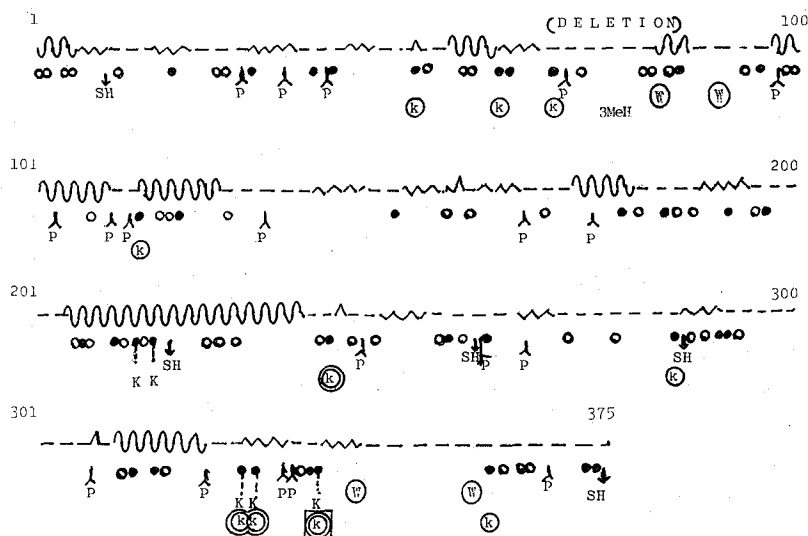 1 (DELETION) 100
SH P P P P P
k k k 3MeH W W
101 200
P P P P P P
k
201 300
SH P SH P P SH
K K k k
301 375
P P PP W W P SH
K K K
k k k k